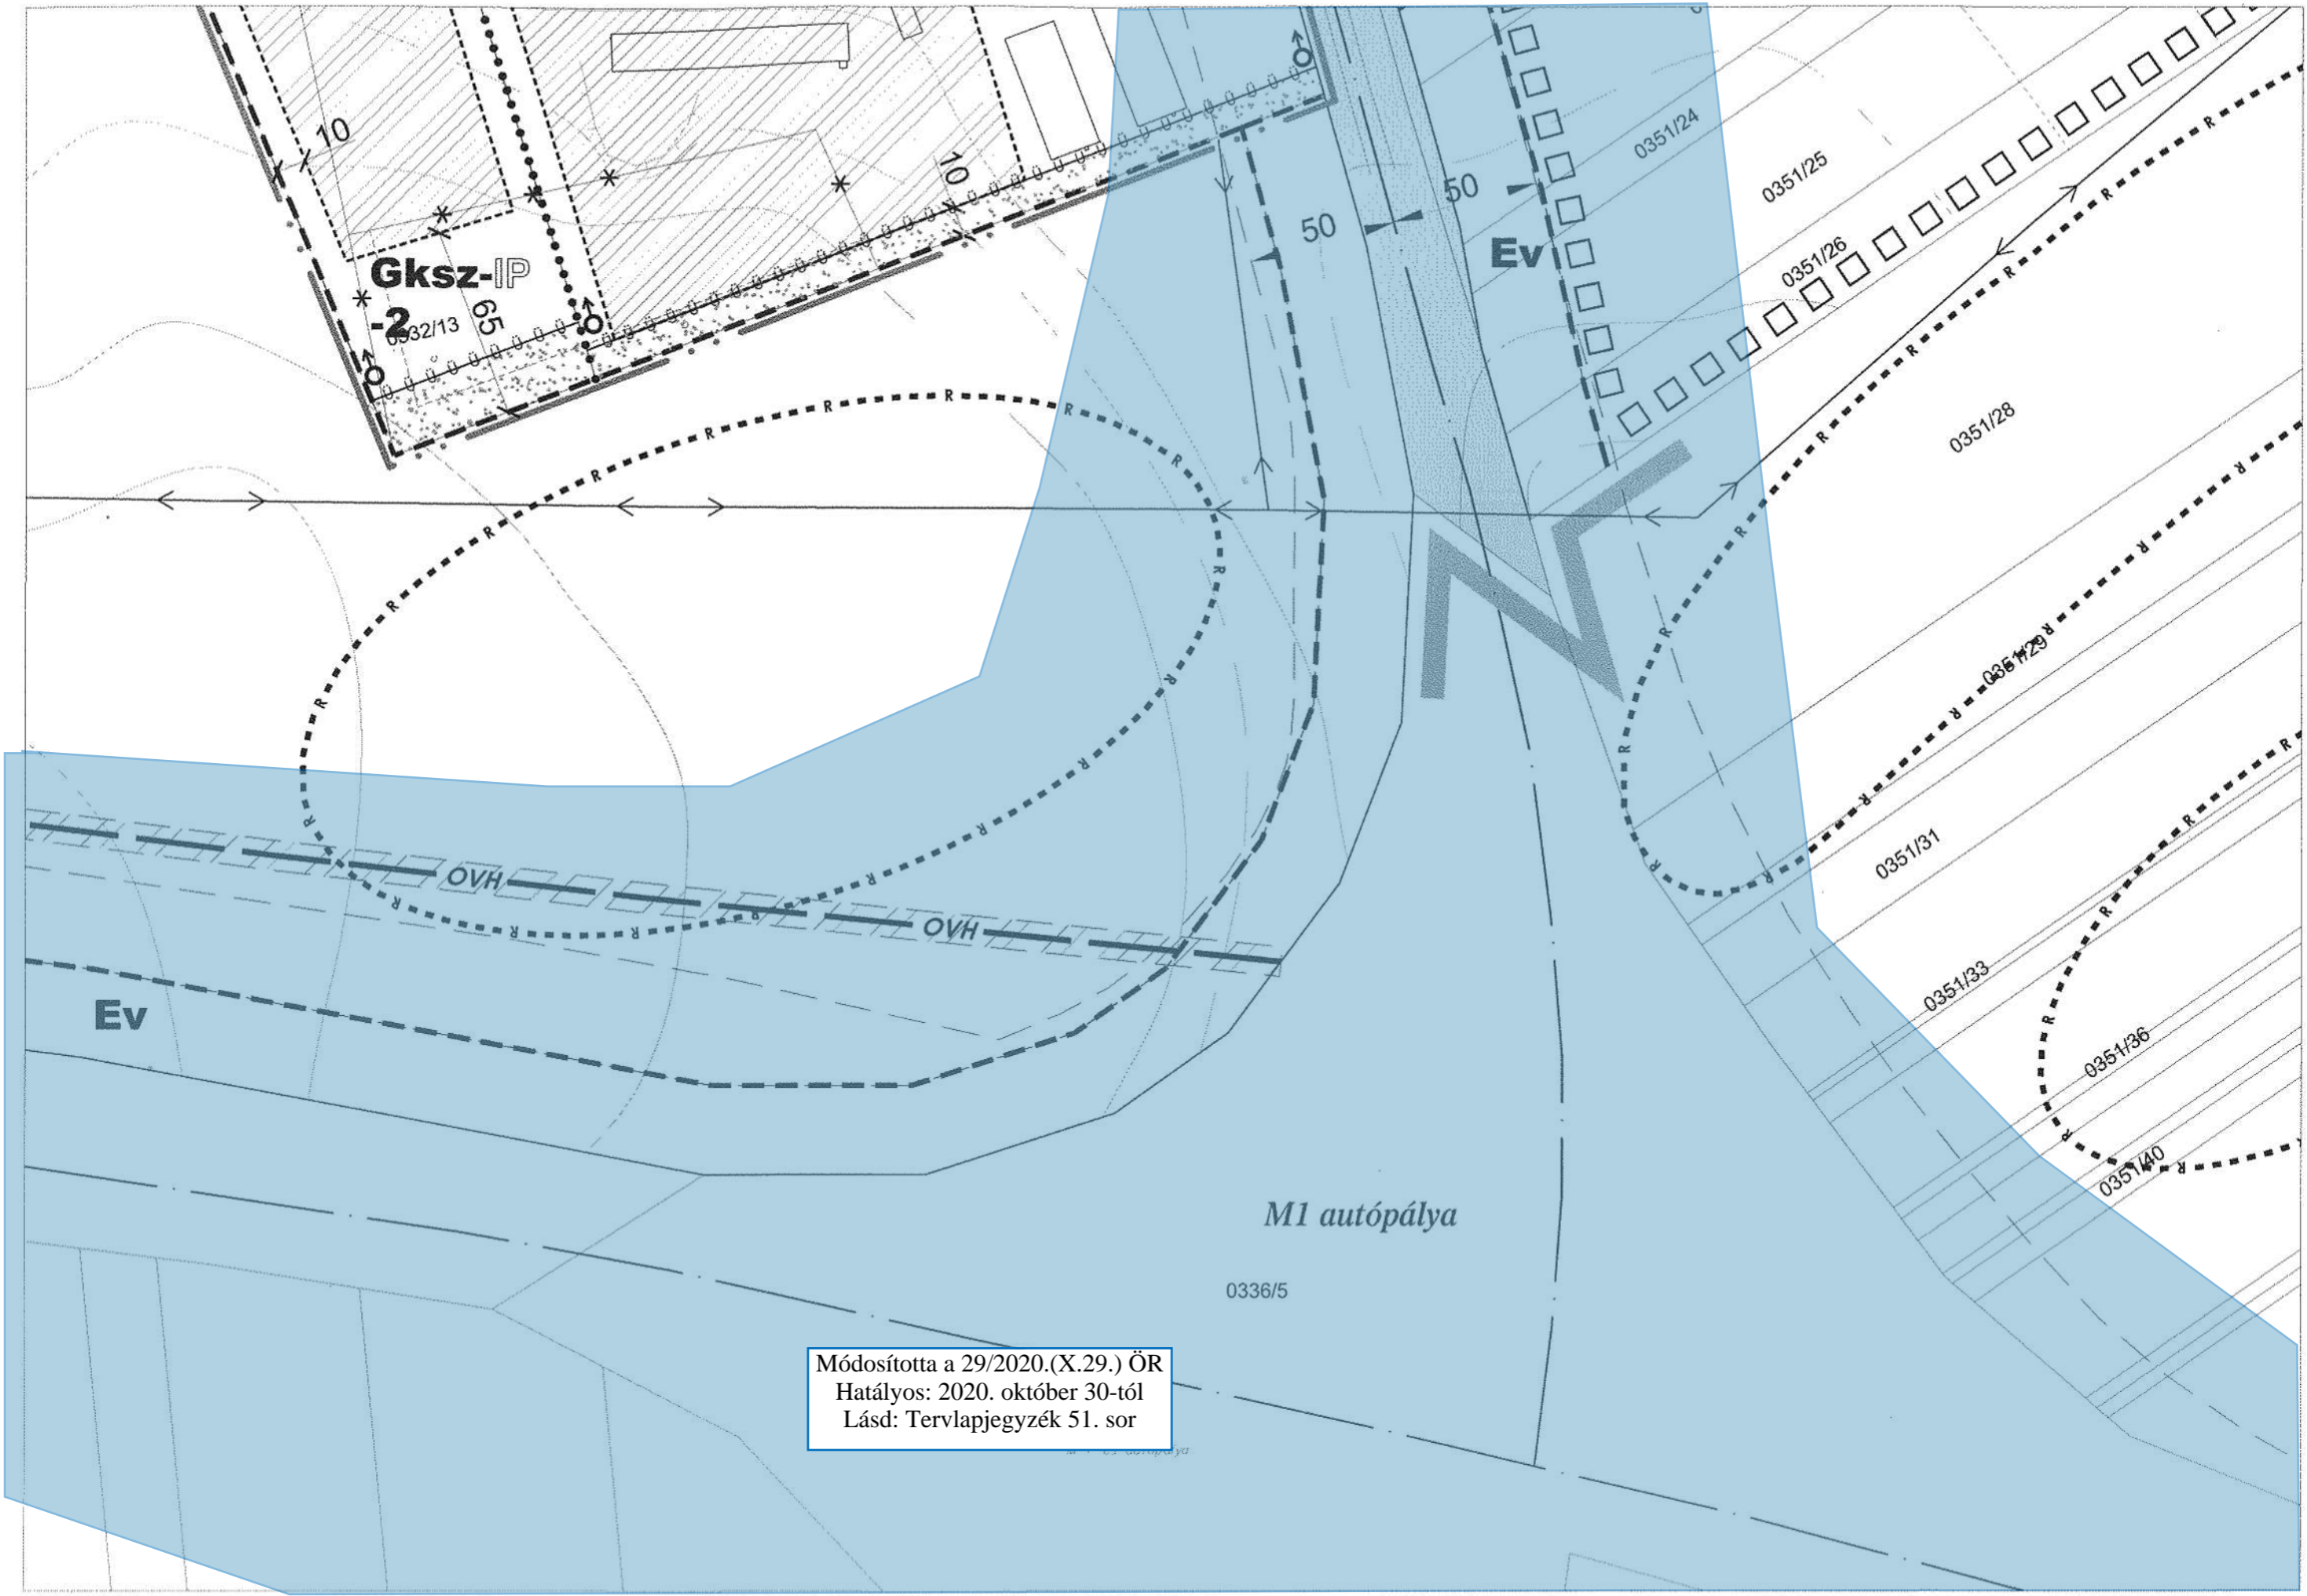 10
10
Gksz-IP
-2
0932/13
65
50
50
Ev
0351/24
0351/25
0351/26
0351/28
0351/29
0351/31
0351/33
0351/36
0351/40
R
OVH
OVH
Ev
M1 autópálya
0336/5
Módosította a 29/2020.(X.29.) ÖR
Hatályos: 2020. október 30-tól
Lásd: Tervlapjegyzék 51. sor
autópálya